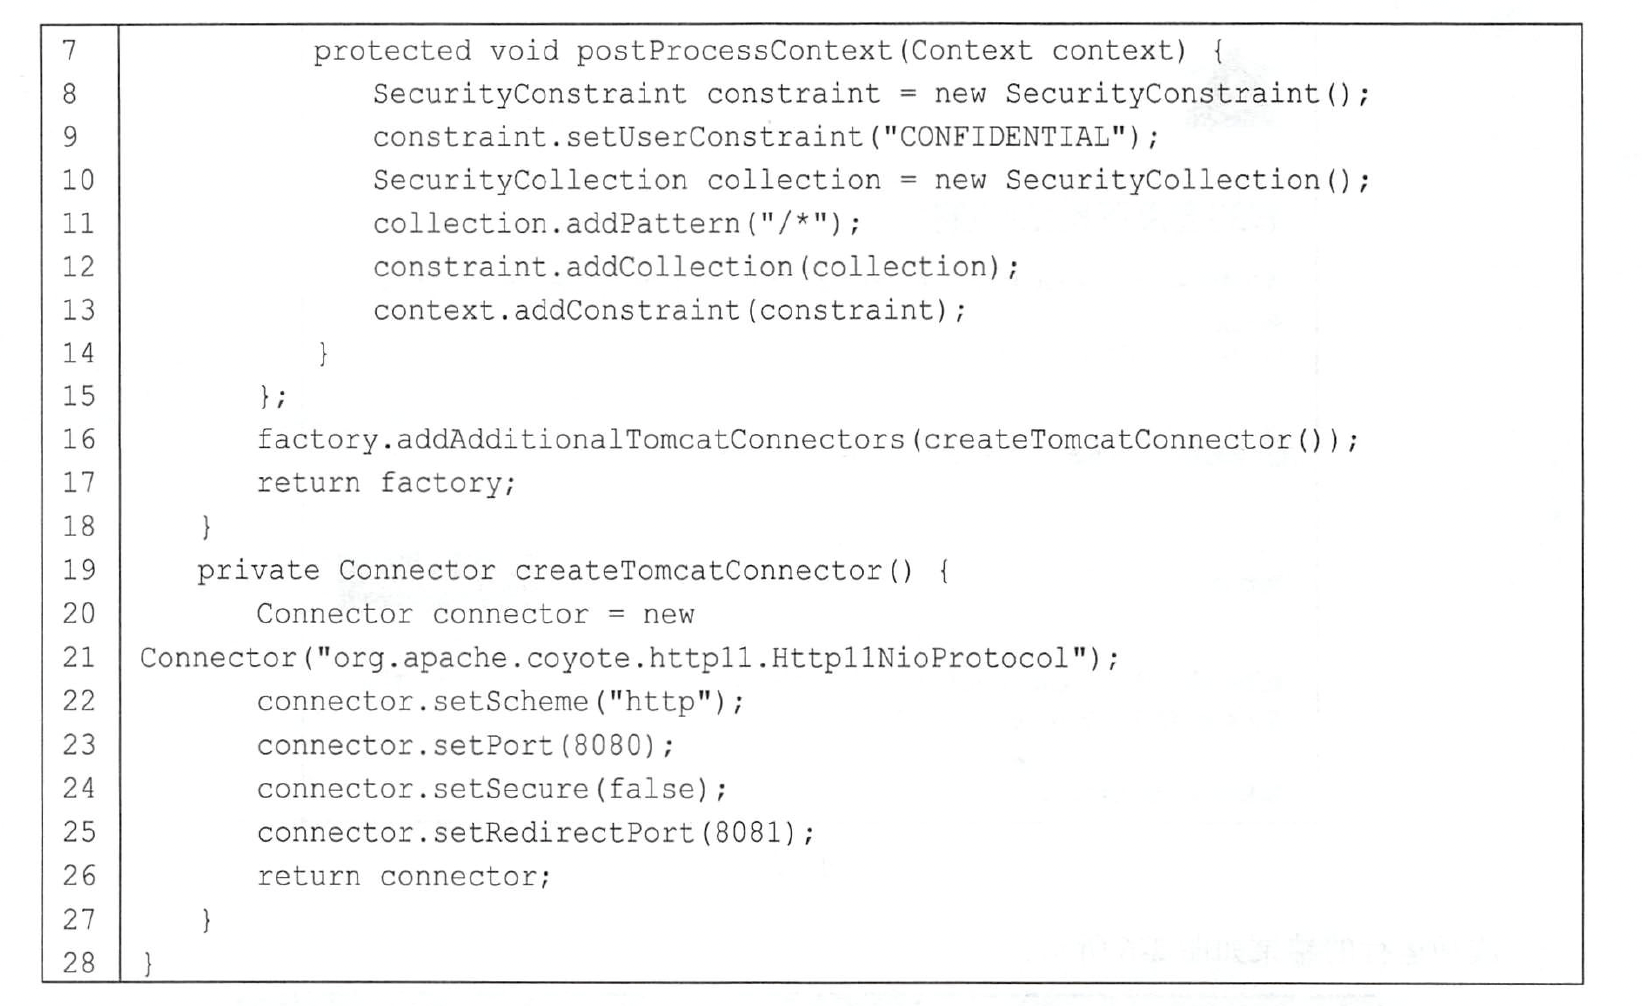 7 protected void postProcessContext(Context context) {
8 SecurityConstraint constraint = new SecurityConstraint();
9 constraint.setUserConstraint("CONFIDENTIAL");
10 SecurityCollection collection = new SecurityCollection();
11 collection.addPattern("/*");
12 constraint.addCollection(collection);
13 context.addConstraint(constraint);
14 }
15 };
16 factory.addAdditionalTomcatConnectors(createTomcatConnector());
17 return factory;
18 }
19 private Connector createTomcatConnector() {
20 Connector connector = new
21 Connector("org.apache.coyote.http11.Http11NioProtocol");
22 connector.setScheme("http");
23 connector.setPort(8080);
24 connector.setSecure(false);
25 connector.setRedirectPort(8081);
26 return connector;
27 }
28 }